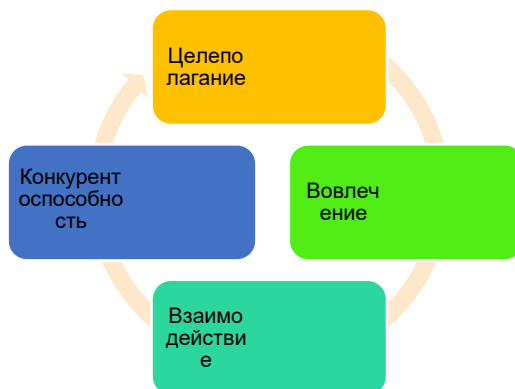 Целепо
лагание
Вовлеч
ение
Взаимо
действи
е
Конкурент
оспособно
сть